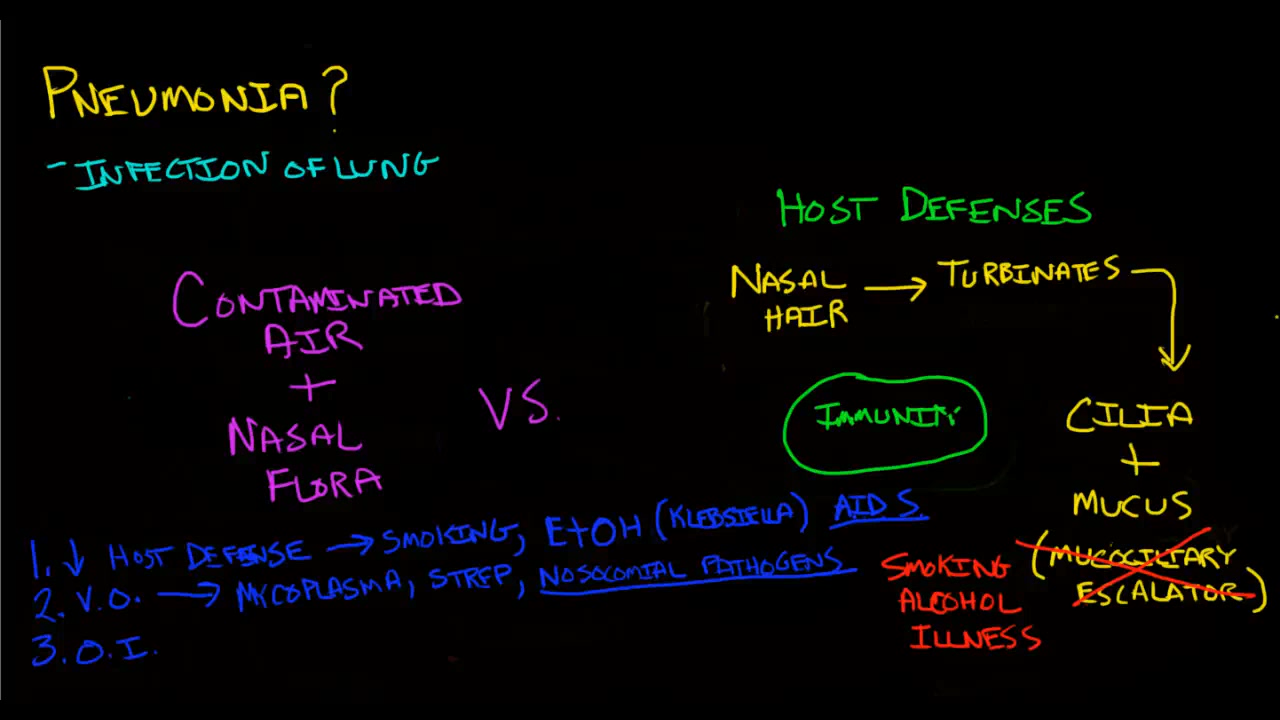 PNEUMONIA?
- INFECTION OF LUNG
HOST DEFENSES
NASAL HAIR → TURBINATES
CONTAMINATED
AIR
+
NASAL
FLORA
VS.
IMMUNITY
CILIA
+
MUCUS
(MUCOCILIARY
ESCALATOR)
SMOKING
ALCOHOL
ILLNESS
1. ↓ HOST DEFENSE → SMOKING, EtOH (KLEBSIELLA) AIDS.
2. V.O. → MYCOPLASMA, STREP, NOSOCOMIAL PATHOGENS
3. O.I.